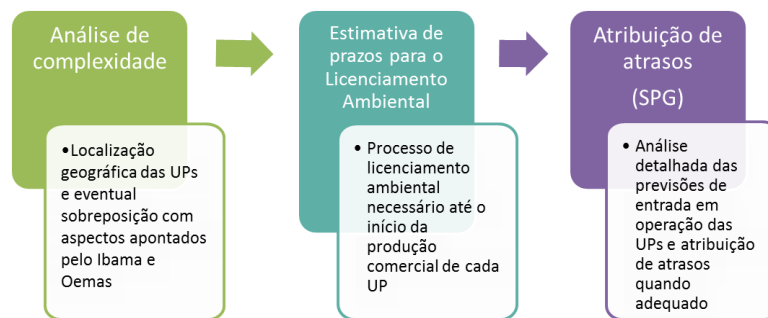 Análise de
complexidade
•Localização
geográfica das UPs
e eventual
sobreposição com
aspectos apontados
pelo Ibama e
Oemas
Estimativa de
prazos para o
Licenciamento
Ambiental
• Processo de
licenciamento
ambiental
necessário até o
início da
produção
comercial de cada
UP
Atribuição de
atrasos
(SPG)
• Análise
detalhada das
previsões de
entrada em
operação das
UPs e atribuição
de atrasos
quando
adequado